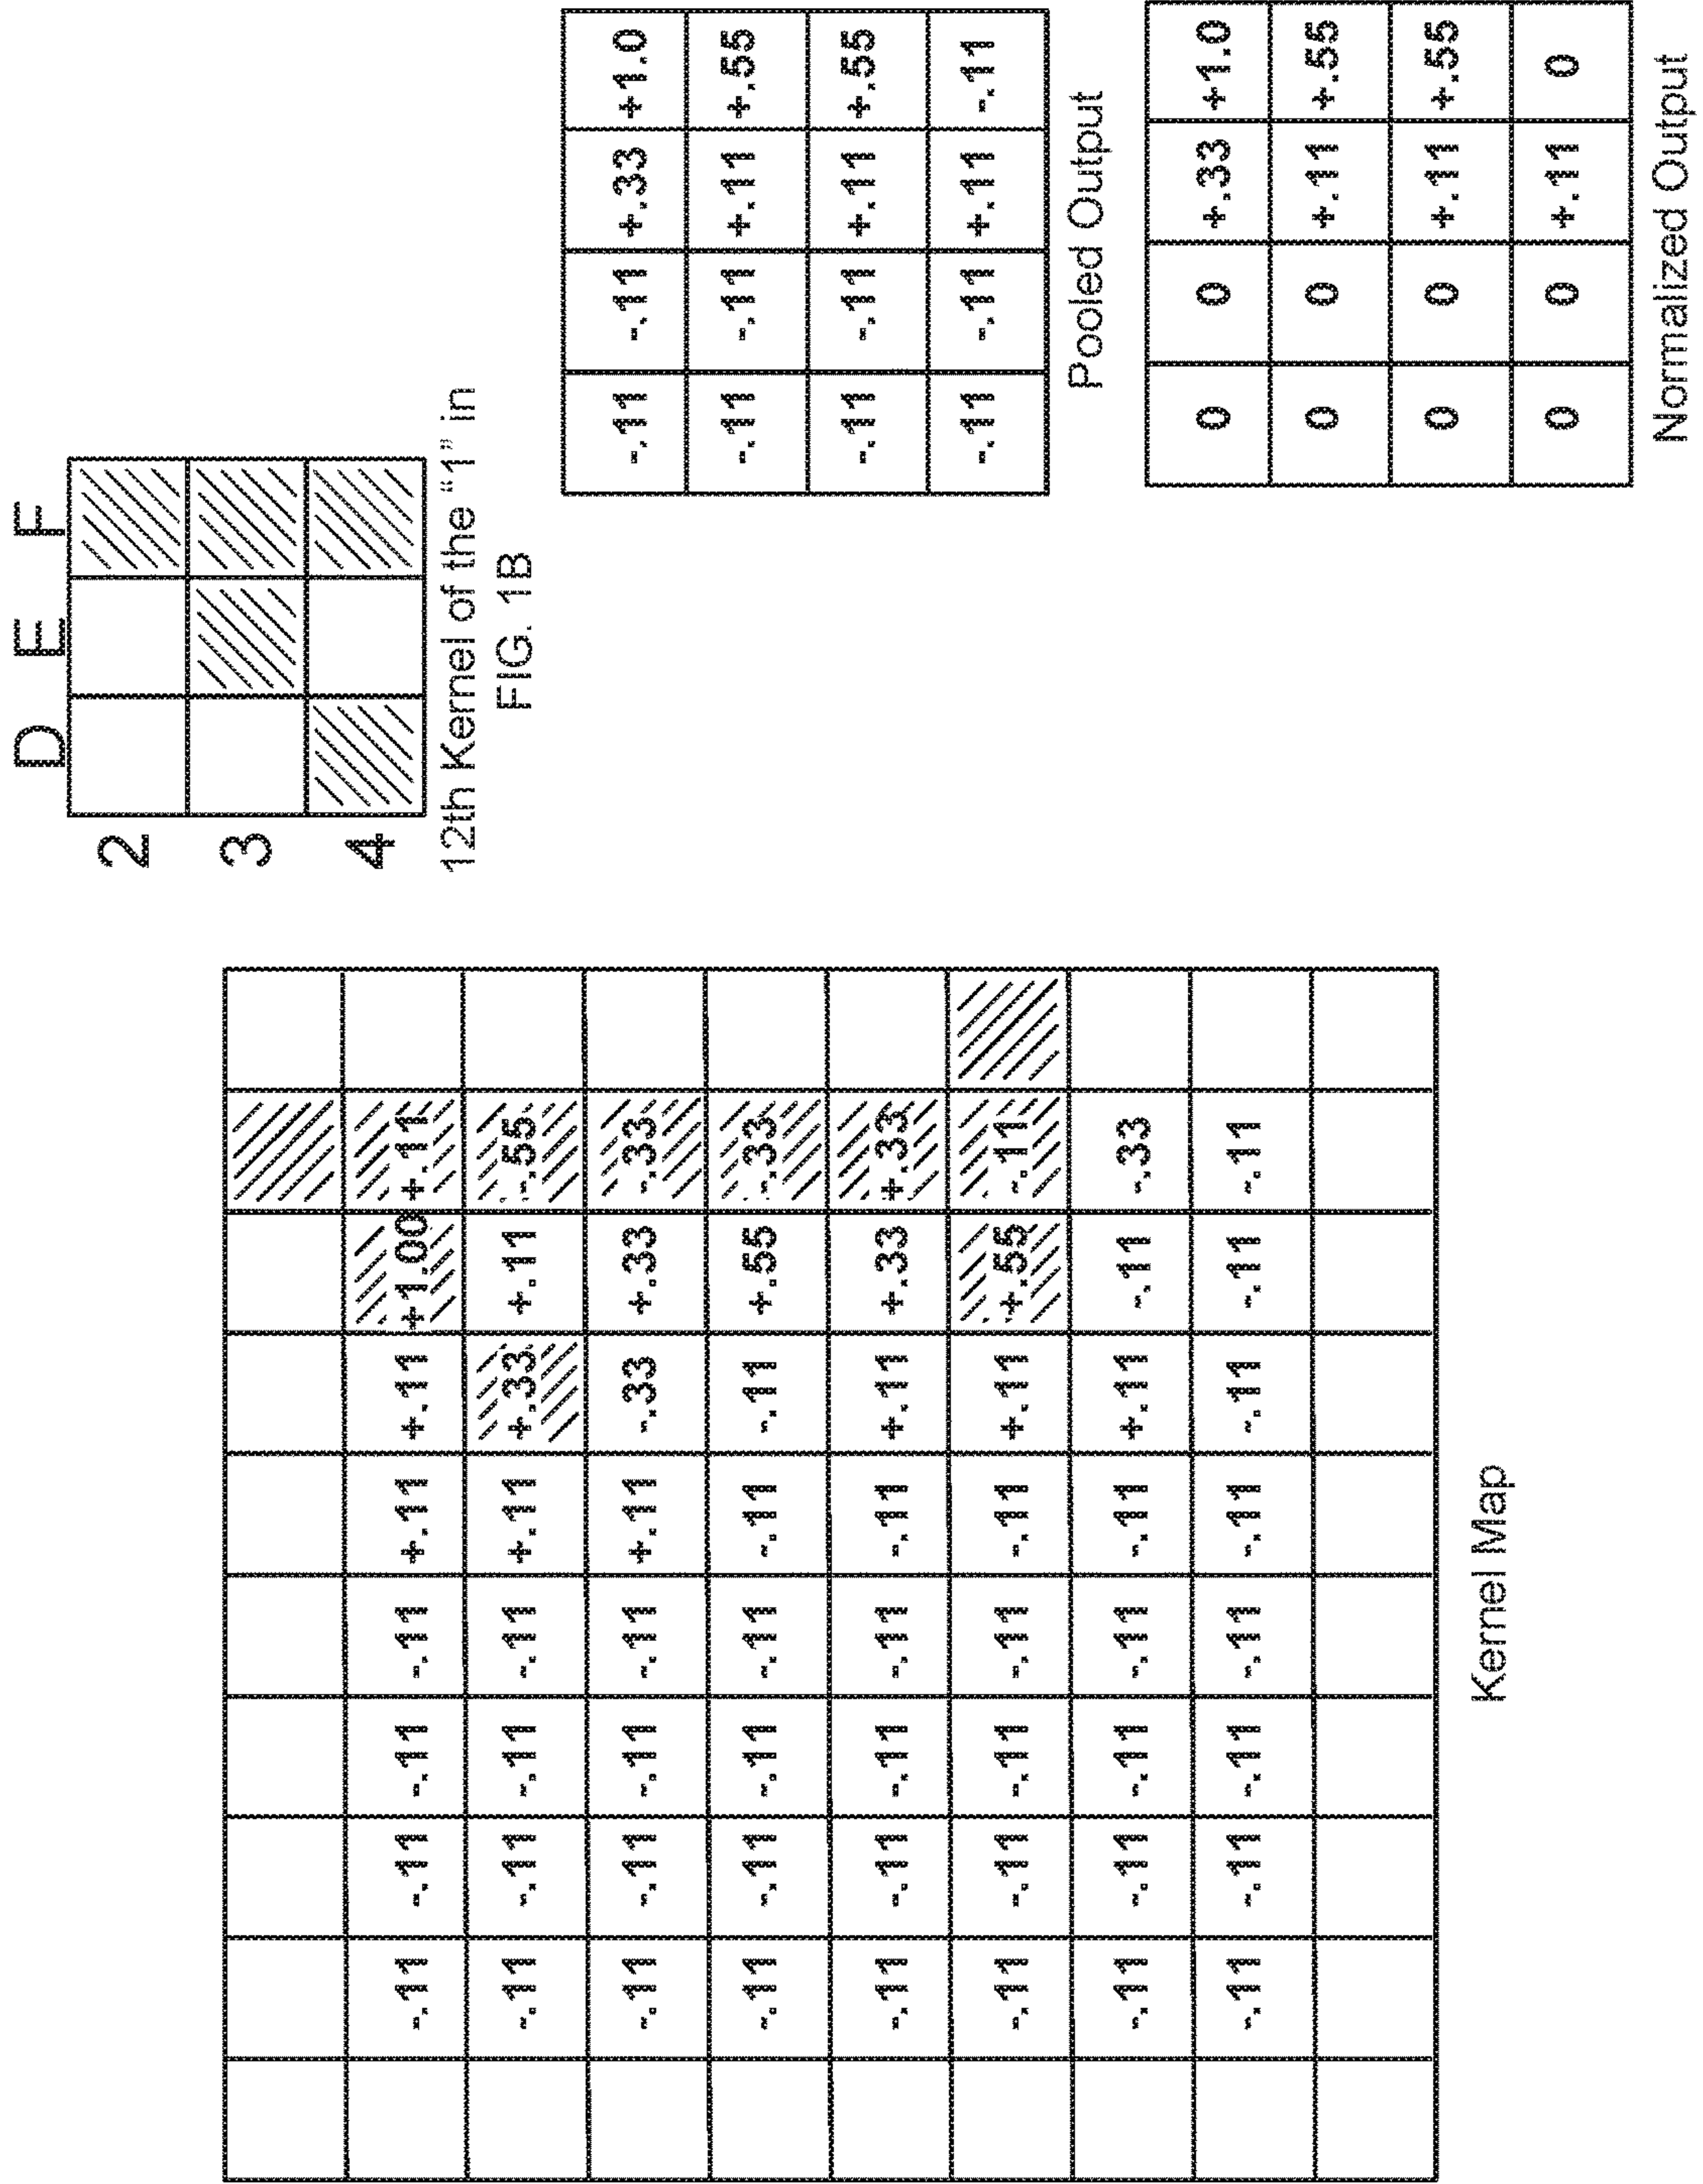 -.11 -.11 -.11 -.11 +.11 +.11 +1.00 +.11
-.11 -.11 -.11 -.11 +.11 +.33 +.11 -.55
-.11 -.11 -.11 -.11 +.11 -.33 +.33 -.33
-.11 -.11 -.11 -.11 -.11 -.11 +.55 -.33
-.11 -.11 -.11 -.11 -.11 +.11 +.33 +.33
-.11 -.11 -.11 -.11 -.11 +.11 +.55 -.11
-.11 -.11 -.11 -.11 -.11 +.11 -.11 -.33
-.11 -.11 -.11 -.11 -.11 -.11 -.11 -.11
Kernel Map
D E F
2
3
4
12th Kernel of the “1” in
FIG. 1B
-.11 -.11 +.33 +1.0
-.11 -.11 +.11 +.55
-.11 -.11 +.11 +.55
-.11 -.11 +.11 -.11
Pooled Output
0 0 +.33 +1.0
0 0 +.11 +.55
0 0 +.11 +.55
0 0 +.11 0
Normalized Output